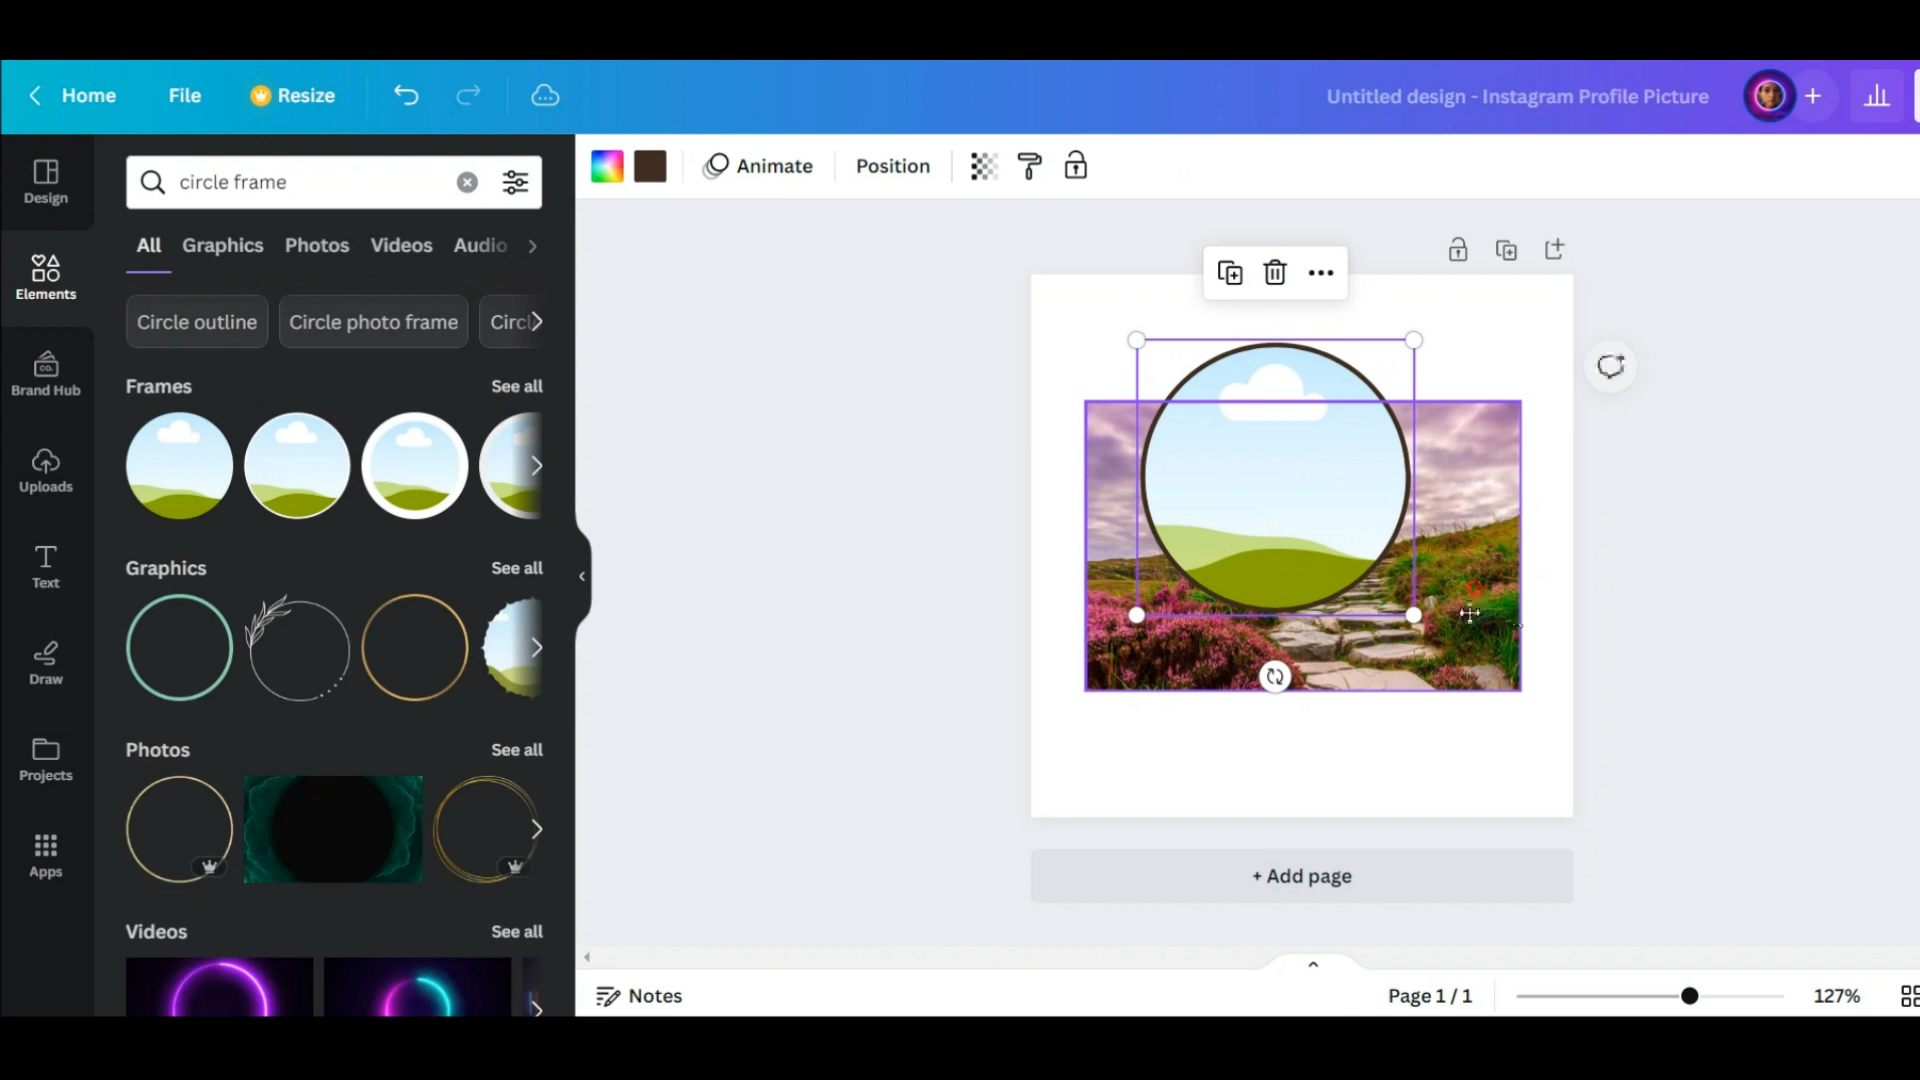 Home File Resize
Untitled design - Instagram Profile Picture
Design
Elements
Brand Hub
CO.
Uploads
Text
Draw
Projects
Apps
circle frame
All Graphics Photos Videos Audio
Circle outline Circle photo frame Circl
Frames See all
Graphics See all
Photos See all
Videos See all
Animate Position
+ Add page
Notes
Page 1 / 1 127%